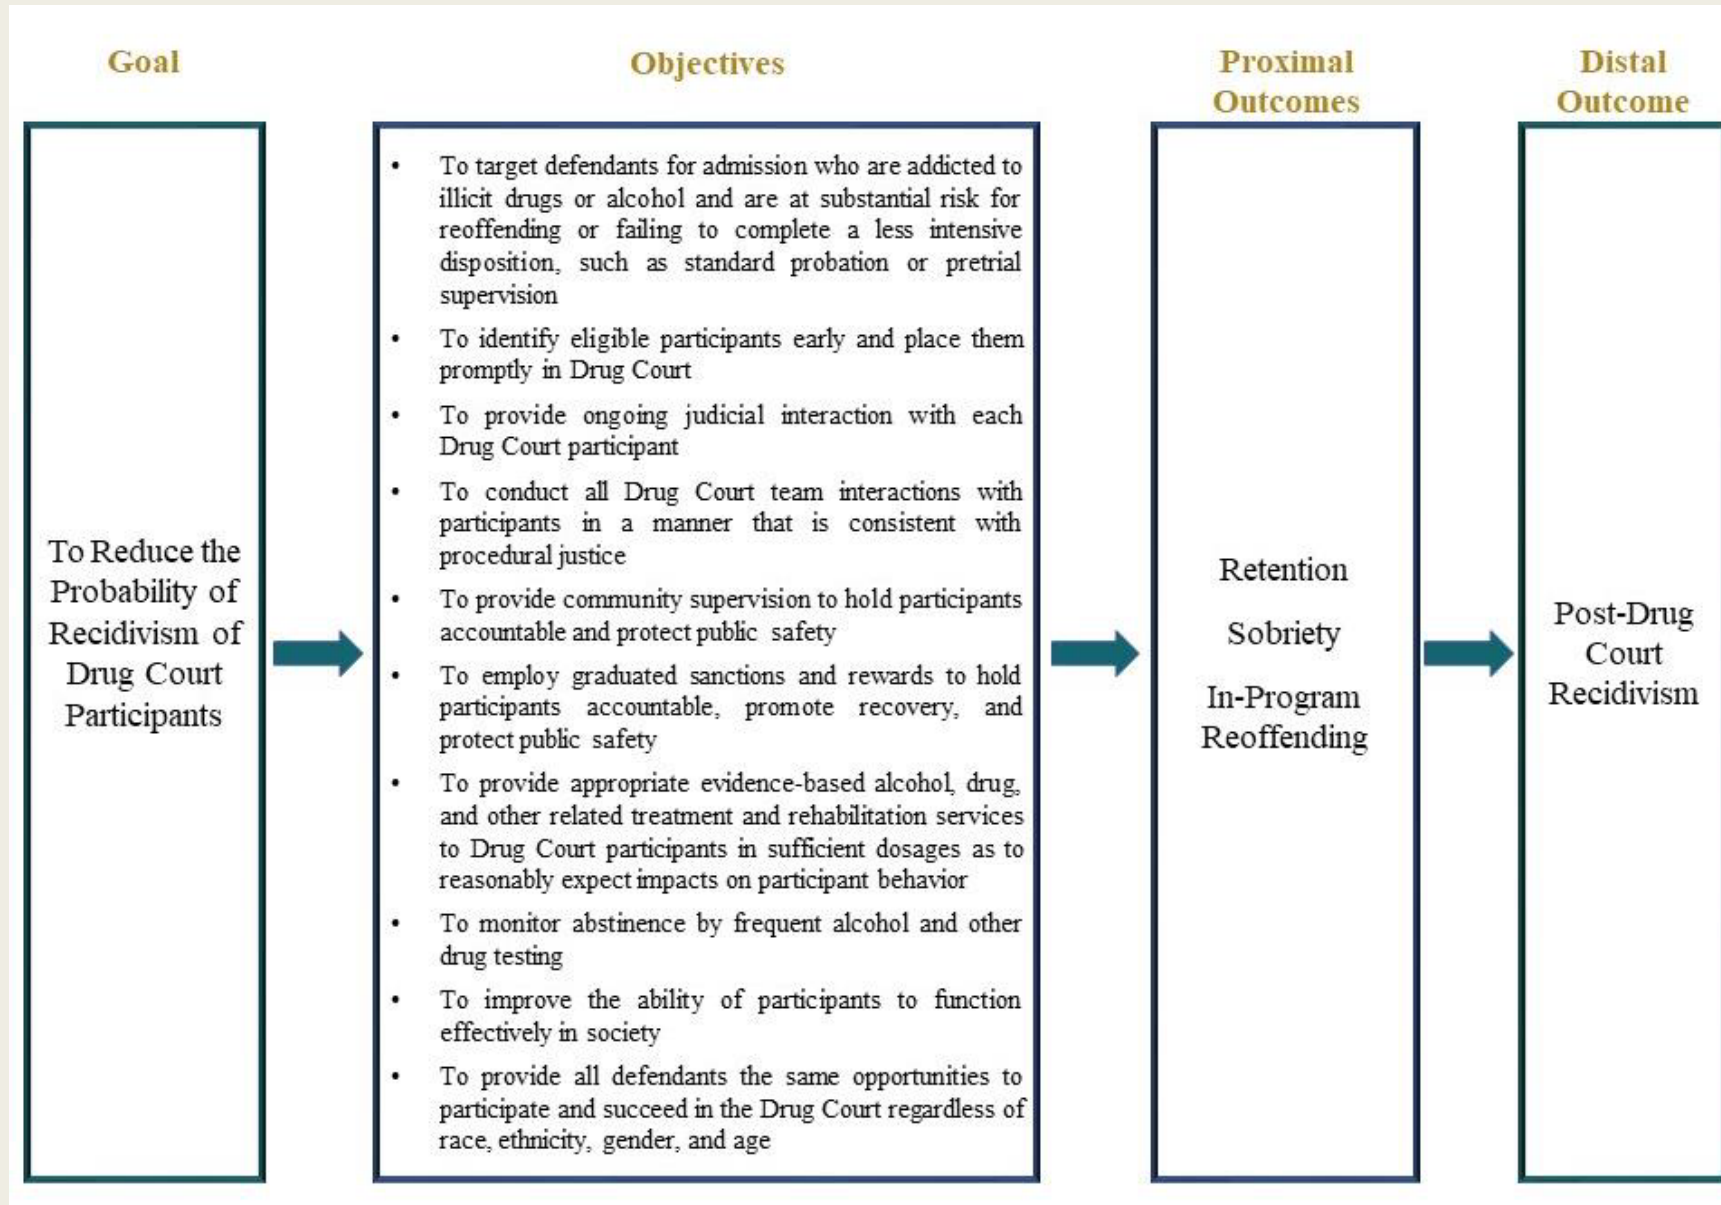 Goal
To Reduce the
Probability of
Recidivism of
Drug Court
Participants
Objectives
• To target defendants for admission who are addicted to
illicit drugs or alcohol and are at substantial risk for
reoffending or failing to complete a less intensive
disposition, such as standard probation or pretrial
supervision
• To identify eligible participants early and place them
promptly in Drug Court
• To provide ongoing judicial interaction with each
Drug Court participant
• To conduct all Drug Court team interactions with
participants in a manner that is consistent with
procedural justice
• To provide community supervision to hold participants
accountable and protect public safety
• To employ graduated sanctions and rewards to hold
participants accountable, promote recovery, and
protect public safety
• To provide appropriate evidence-based alcohol, drug,
and other related treatment and rehabilitation services
to Drug Court participants in sufficient dosages as to
reasonably expect impacts on participant behavior
• To monitor abstinence by frequent alcohol and other
drug testing
• To improve the ability of participants to function
effectively in society
• To provide all defendants the same opportunities to
participate and succeed in the Drug Court regardless of
race, ethnicity, gender, and age
Proximal
Outcomes
Retention
Sobriety
In-Program
Reoffending
Distal
Outcome
Post-Drug
Court
Recidivism